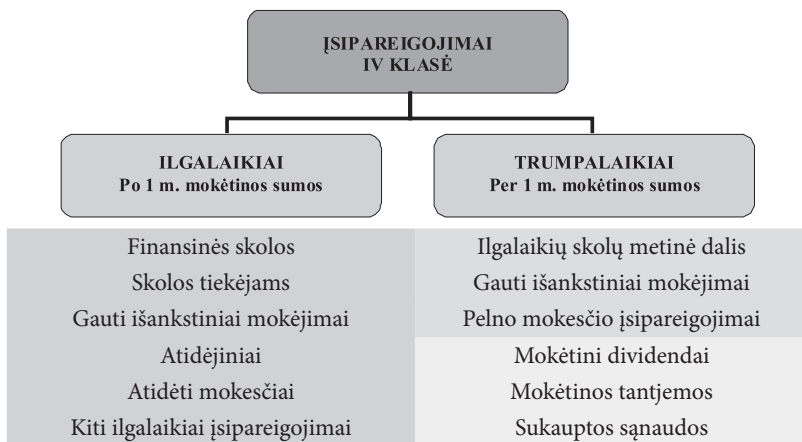 ĮSIPAREIGOJIMAI
IV KLASĖ
ILGALAIKIAI
Po 1 m. mokėtinos sumos
TRUMPALAIKIAI
Per 1 m. mokėtinos sumos
Finansinės skolos
Skolos tiekėjams
Gauti išankstiniai mokėjimai
Atidėjiniai
Atidėti mokesčiai
Kiti ilgalaikiai įsipareigojimai
Ilgalaikių skolų metinė dalis
Gauti išankstiniai mokėjimai
Pelno mokesčio įsipareigojimai
Mokėtini dividendai
Mokėtinos tantjemos
Sukauptos sąnaudos